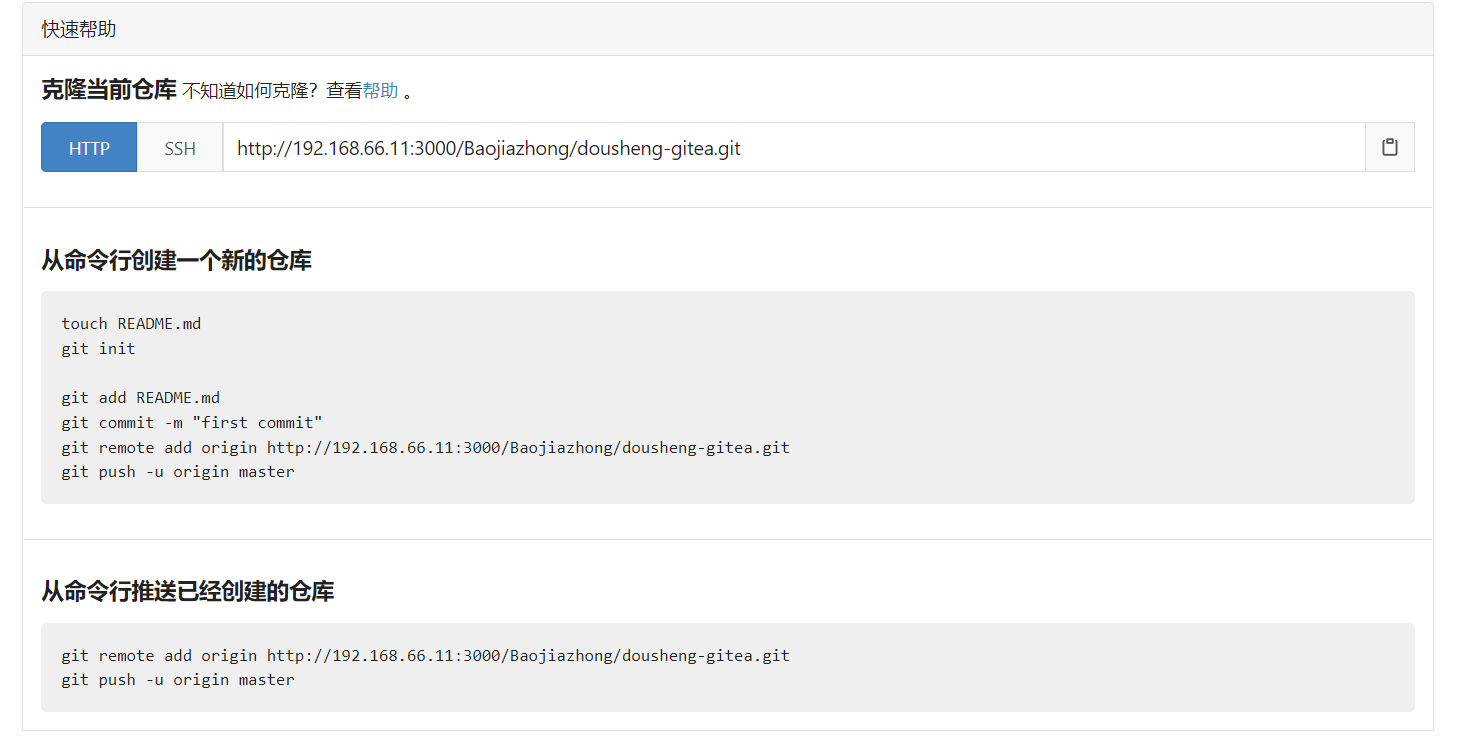 快速帮助
克隆当前仓库 不知道如何克隆？查看帮助 。
HTTP SSH http://192.168.66.11:3000/Baojiazhong/dousheng-gitea.git
从命令行创建一个新的仓库
touch README.md
git init
git add README.md
git commit -m "first commit"
git remote add origin http://192.168.66.11:3000/Baojiazhong/dousheng-gitea.git
git push -u origin master
从命令行推送已经创建的仓库
git remote add origin http://192.168.66.11:3000/Baojiazhong/dousheng-gitea.git
git push -u origin master